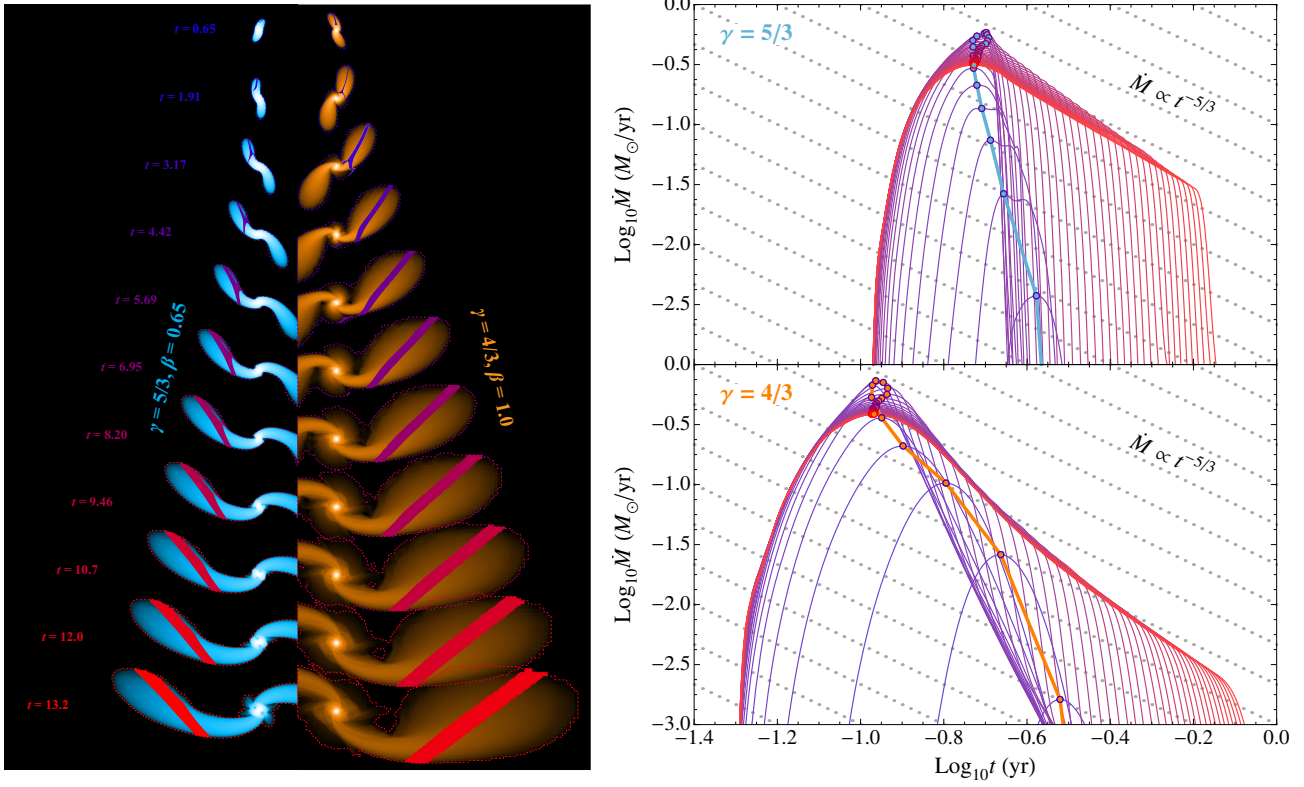 t = 0.65
t = 1.91
t = 3.17
t = 4.42
t = 5.69
t = 6.95
t = 8.20
t = 9.46
t = 10.7
t = 12.0
t = 13.2
γ = 5/3, β = 0.65
γ = 4/3, β = 1.0
0.0
−0.5
−1.0
−1.5
−2.0
−2.5
0.0
Log₁₀Ṁ (M⊙/yr)
γ = 5/3
Ṁ ∝ t⁻⁵/³
−0.5
−1.0
−1.5
−2.0
−2.5
−3.0
Log₁₀Ṁ (M⊙/yr)
γ = 4/3
Ṁ ∝ t⁻⁵/³
−1.4 −1.2 −1.0 −0.8 −0.6 −0.4 −0.2 0.0
Log₁₀t (yr)